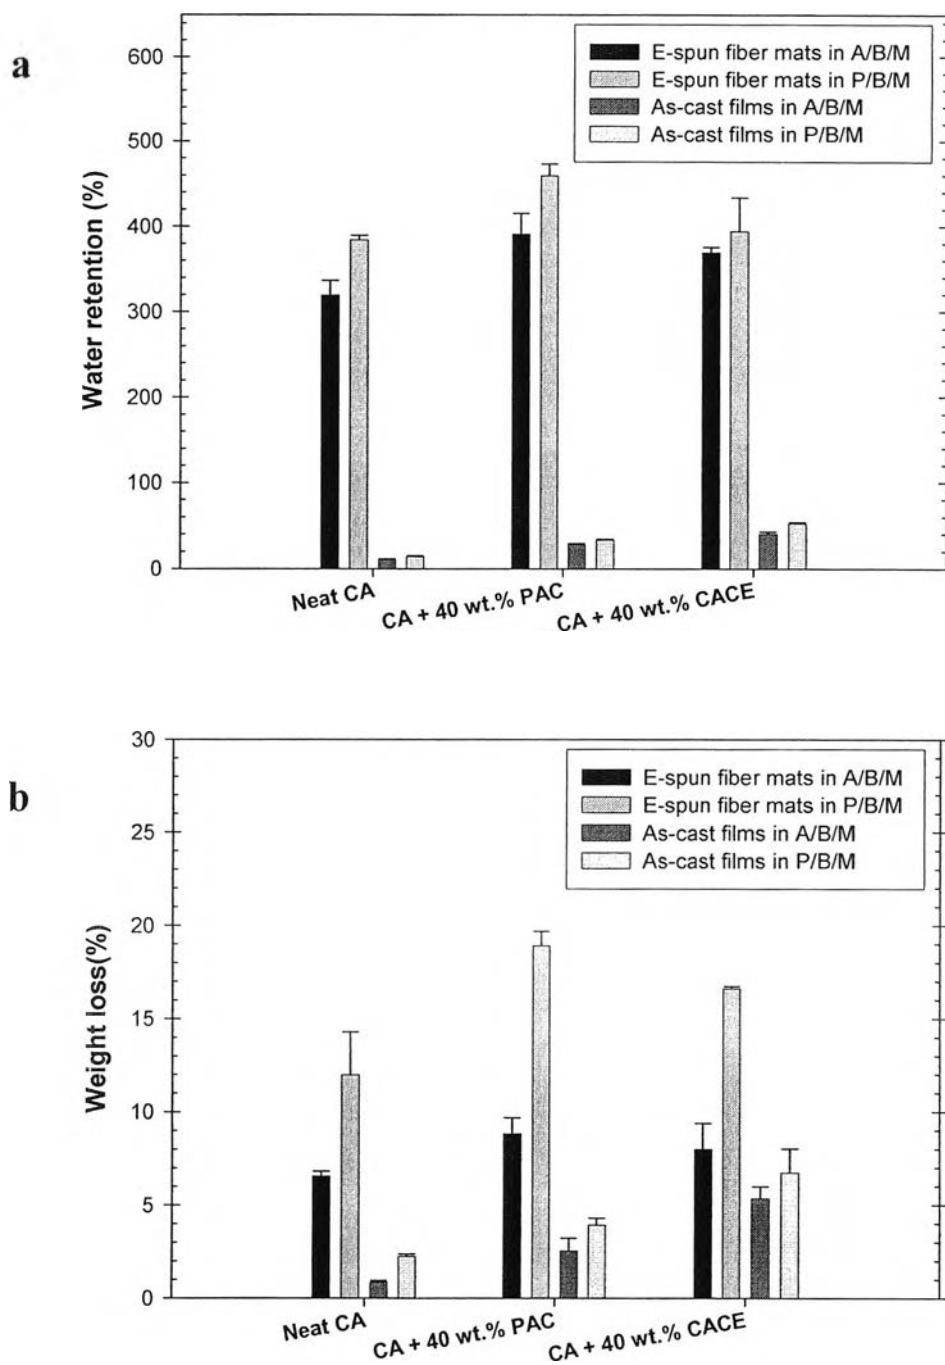 a
600
500
400
300
200
100
0
Water retention (%)
E-spun fiber mats in A/B/M
E-spun fiber mats in P/B/M
As-cast films in A/B/M
As-cast films in P/B/M
Neat CA
CA + 40 wt.% PAC
CA + 40 wt.% CACE
b
30
25
20
15
10
5
0
Weight loss(%)
E-spun fiber mats in A/B/M
E-spun fiber mats in P/B/M
As-cast films in A/B/M
As-cast films in P/B/M
Neat CA
CA + 40 wt.% PAC
CA + 40 wt.% CACE